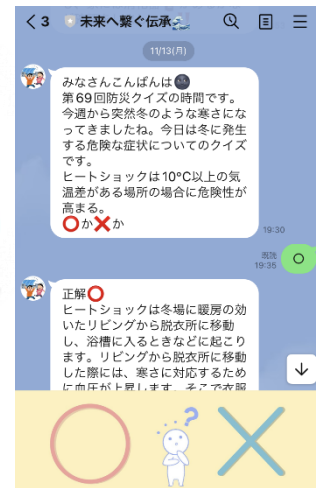 3 未来へ繋ぐ伝承
11/13(月)
みなさんこんばんは🌚
第69回防災クイズの時間です。
今週から突然冬のような寒さにな
ってきましたね。今日は冬に発生
する危険な症状についてのクイズ
です。
ヒートショックは10℃以上の気
温差がある場所の場合に危険性が
高まる。
⭕か❌か
19:30
既読
19:35
○
正解⭕
ヒートショックは冬場に暖房の効
いたリビングから脱衣所に移動
し、浴槽に入るときなどに起こり
ます。リビングから脱衣所に移動
した際には、寒さに対応するため
に血圧が上昇します。そこで衣服